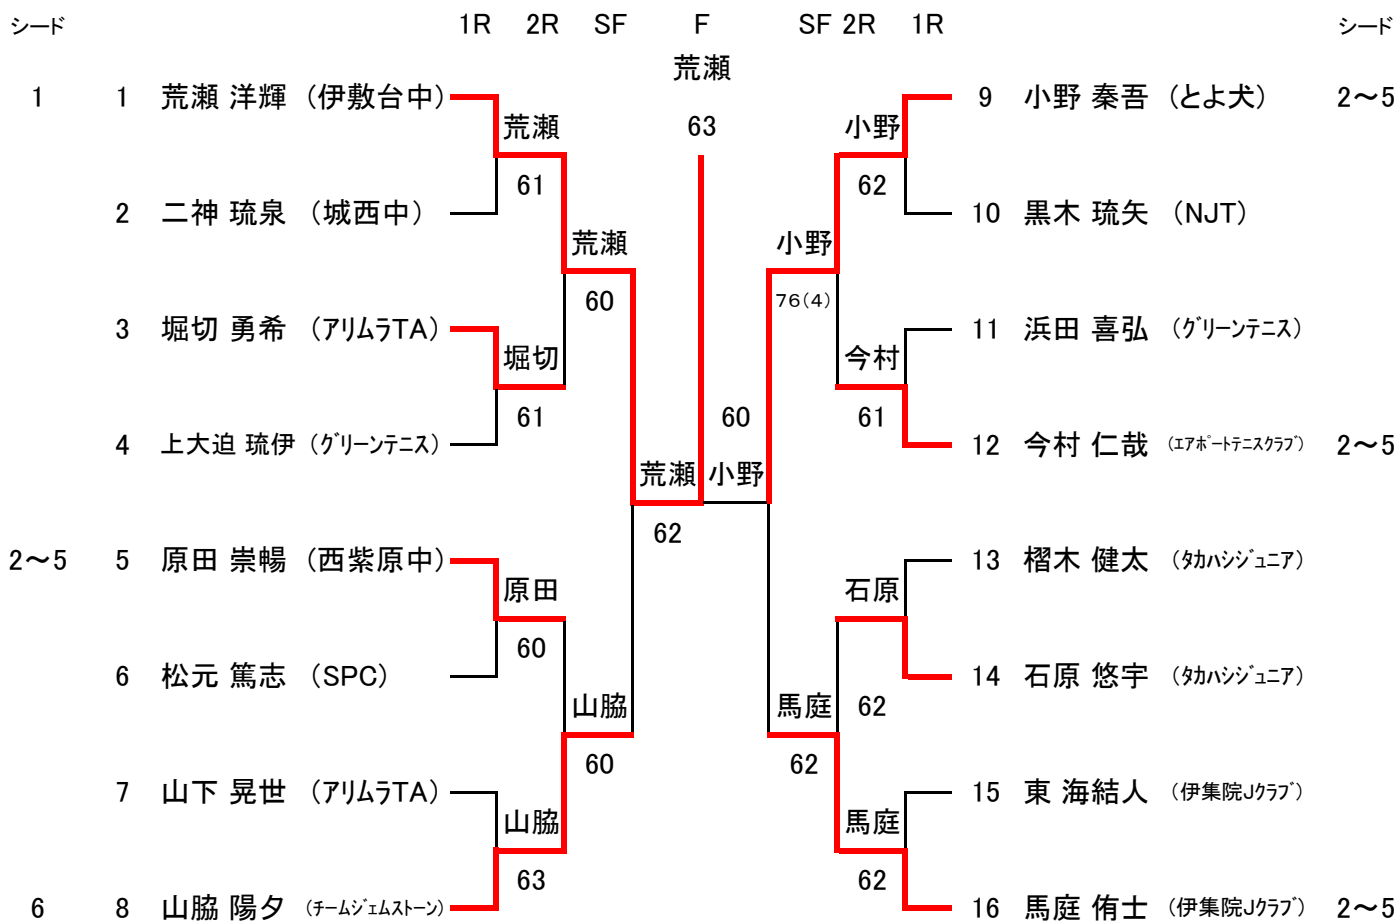 シード 1R 2R SF F SF 2R 1R シード
荒瀬
1 1 荒瀬 洋輝 (伊敷台中) 9 小野 秦吾 (とよ犬) 2～5
荒瀬 63 小野
61 62
2 二神 琉泉 (城西中) 10 黒木 琉矢 (NJT)
荒瀬 小野
60 76(4)
3 堀切 勇希 (アリムラTA) 11 浜田 喜弘 (グリーンテニス)
堀切 今村
61 60 61
4 上大迫 琉伊 (グリーンテニス) 12 今村 仁哉 (エアポートテニスクラブ) 2～5
荒瀬 小野
62
2～5 5 原田 崇暢 (西紫原中) 13 槢木 健太 (タカハシジュニア)
原田 石原
60
6 松元 篤志 (SPC) 14 石原 悠宇 (タカハシジュニア)
山脇 馬庭 62
60 62
7 山下 晃世 (アリムラTA) 15 東 海結人 (伊集院Jクラブ)
山脇 馬庭
63 62
6 8 山脇 陽夕 (チームジェムストーン) 16 馬庭 侑士 (伊集院Jクラブ) 2～5